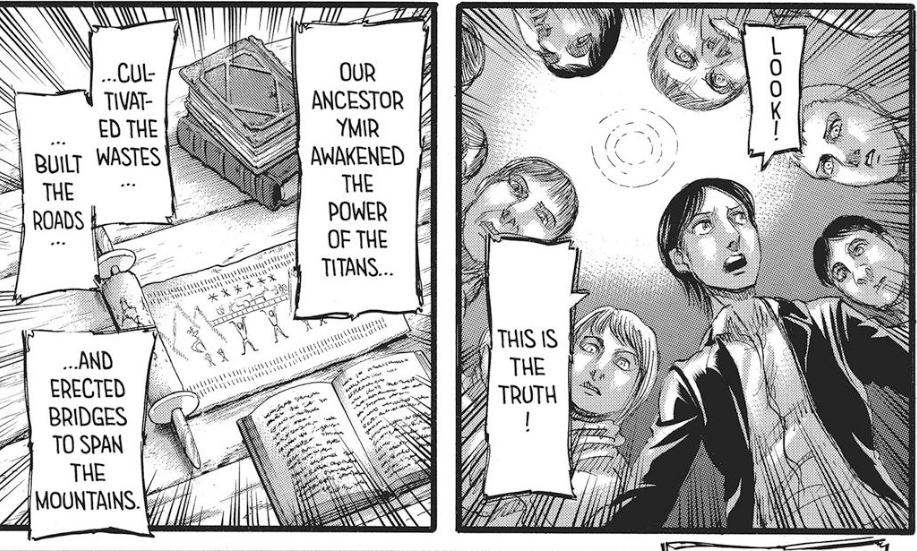 LOOK!
THIS IS
THE
TRUTH
!
OUR
ANCESTOR
YMIR
AWAKENED
THE
POWER
OF THE
TITANS...
...CUL-
TIVAT-
ED THE
WASTES
...
...
BUILT
THE
ROADS
...
...AND
ERECTED
BRIDGES
TO SPAN
THE
MOUNTAINS.